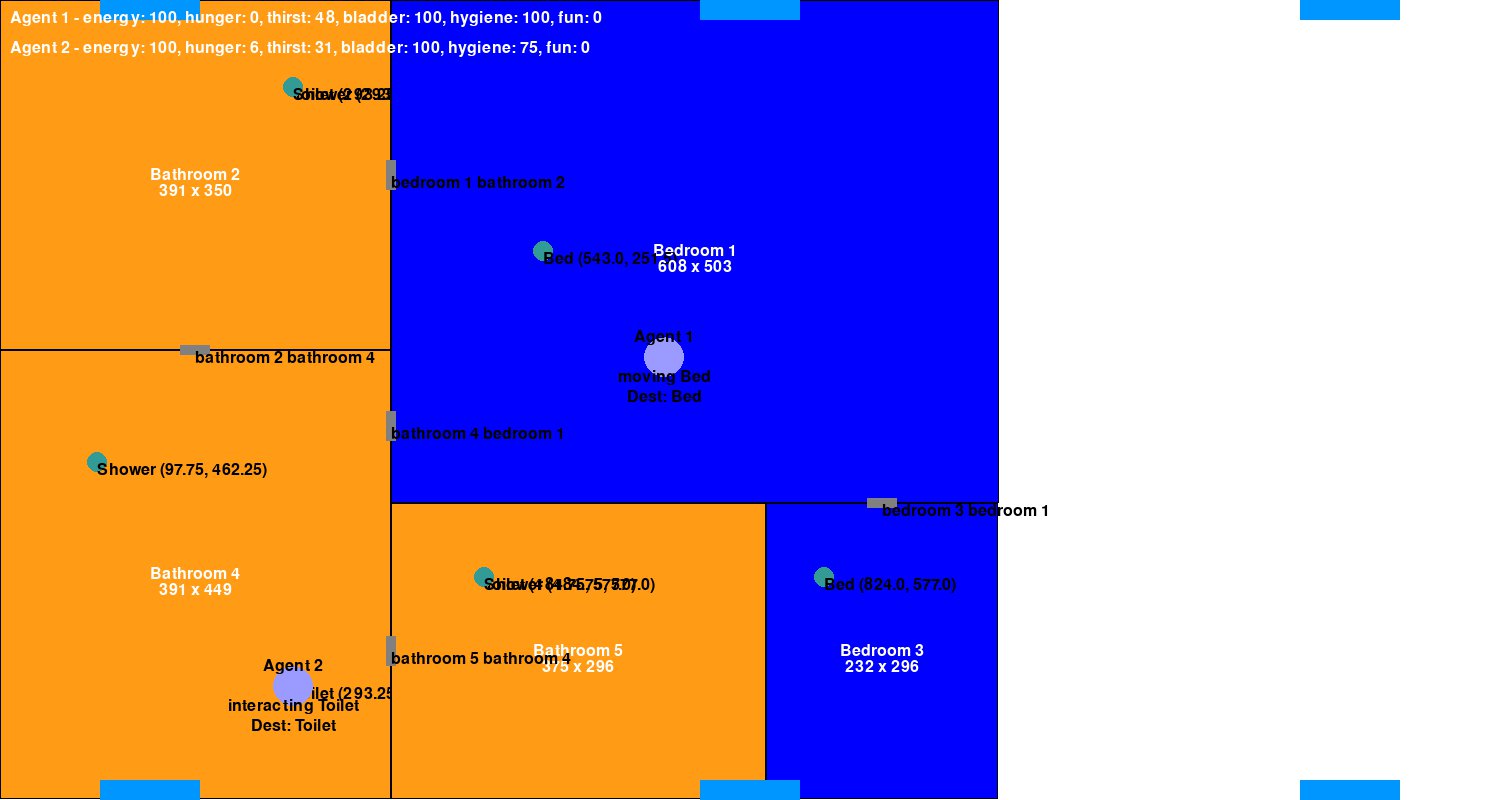 Agent 1 - energy: 100, hunger: 0, thirst: 48, bladder: 100, hygiene: 100, fun: 0
Agent 2 - energy: 100, hunger: 6, thirst: 31, bladder: 100, hygiene: 75, fun: 0
Bathroom 2
391 x 350
bedroom 1 bathroom 2
Bedroom 1
608 x 503
Bed (543.0, 251
Agent 1
moving Bed
Dest: Bed
bathroom 2 bathroom 4
bathroom 4 bedroom 1
Shower (97.75, 462.25)
bedroom 3 bedroom 1
Bathroom 4
391 x 449
Bed (824.0, 577.0)
Bathroom 5
375 x 296
bathroom 5 bathroom 4
Bedroom 3
232 x 296
Agent 2
ilet (293.25
interacting Toilet
Dest: Toilet